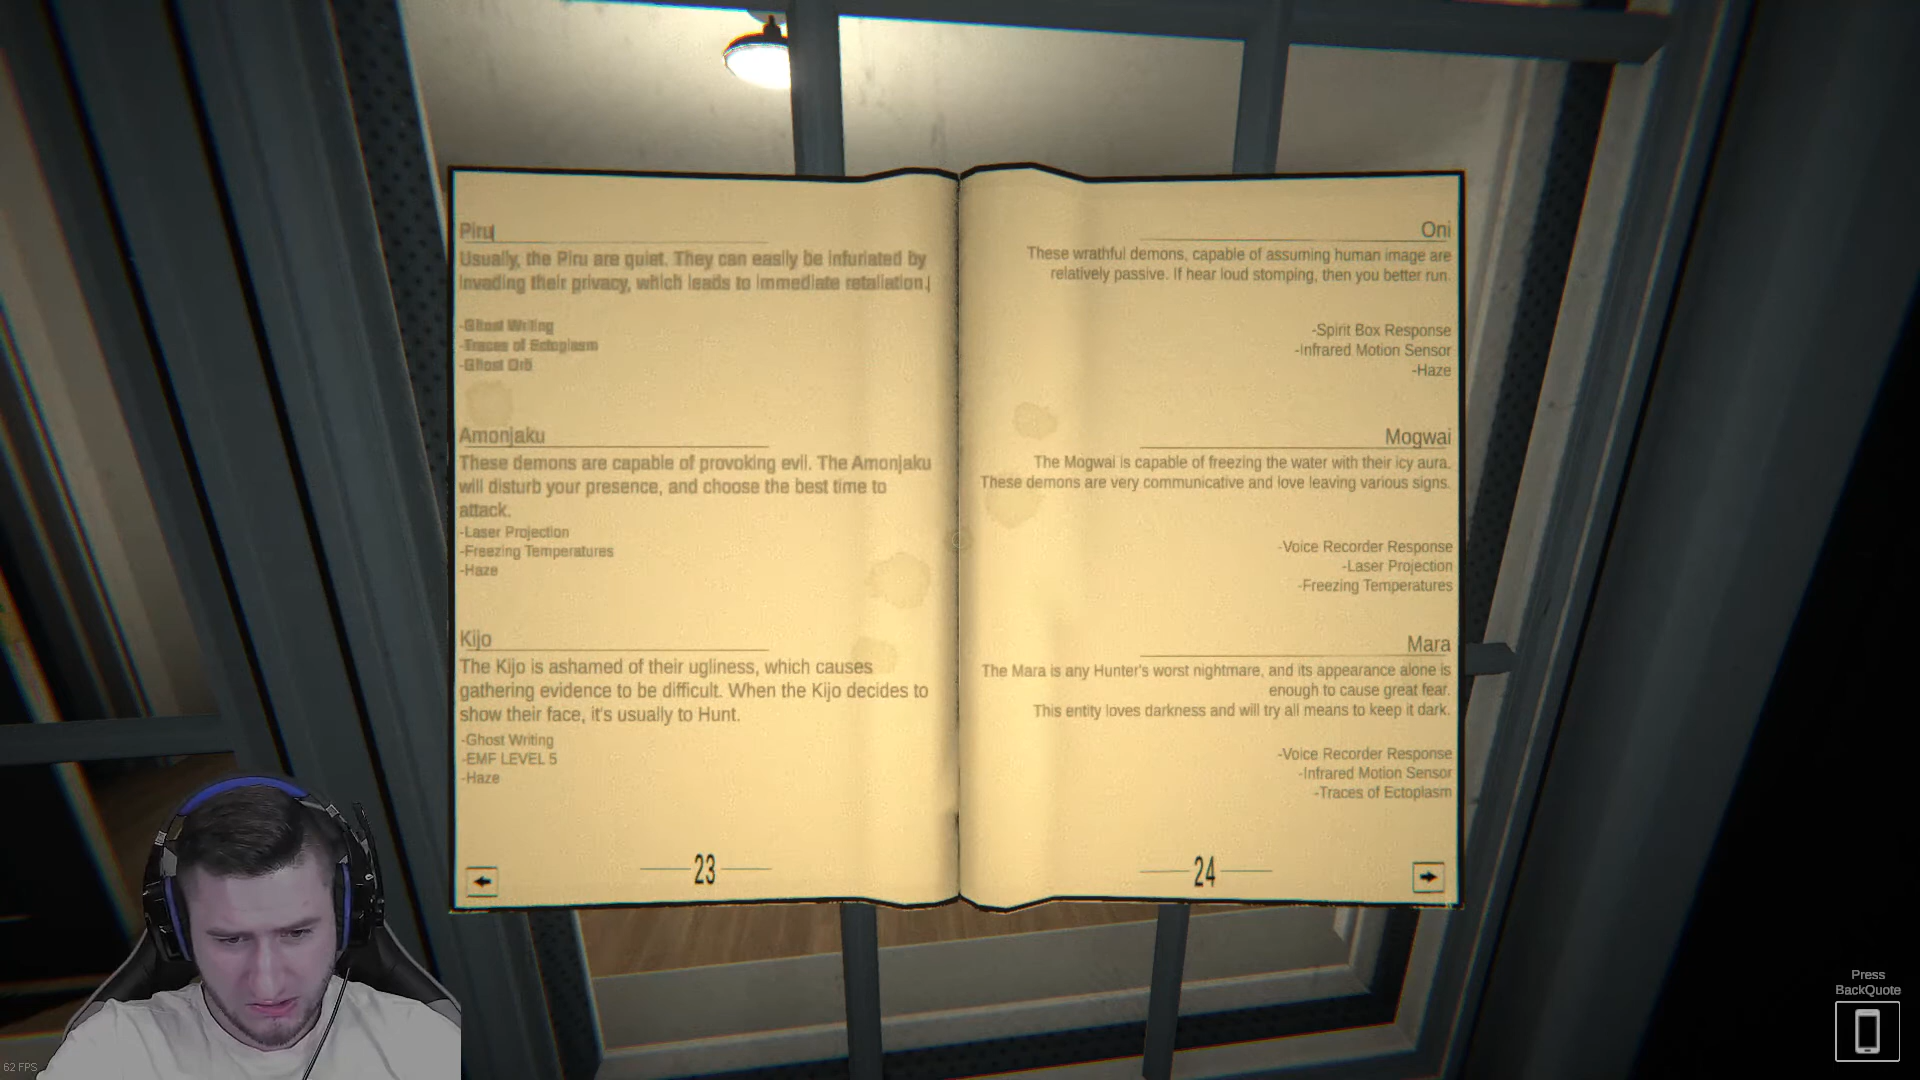 Piru
Usually, the Piru are quiet. They can easily be infuriated by
invading their privacy, which leads to immediate retaliation.
-Ghost Writing
-Traces of Ectoplasm
-Ghost Orb
Amonjaku
These demons are capable of provoking evil. The Amonjaku
will disturb your presence, and choose the best time to
attack.
-Laser Projection
-Freezing Temperatures
-Haze
Kijo
The Kijo is ashamed of their ugliness, which causes
gathering evidence to be difficult. When the Kijo decides to
show their face, it's usually to Hunt.
-Ghost Writing
-EMF LEVEL 5
-Haze
23
Oni
These wrathful demons, capable of assuming human image are
relatively passive. If hear loud stomping, then you better run.
-Spirit Box Response
-Infrared Motion Sensor
-Haze
Mogwai
The Mogwai is capable of freezing the water with their icy aura.
These demons are very communicative and love leaving various signs.
-Voice Recorder Response
-Laser Projection
-Freezing Temperatures
Mara
The Mara is any Hunter's worst nightmare, and its appearance alone is
enough to cause great fear.
This entity loves darkness and will try all means to keep it dark.
-Voice Recorder Response
-Infrared Motion Sensor
-Traces of Ectoplasm
24
Press
BackQuote
62 FPS